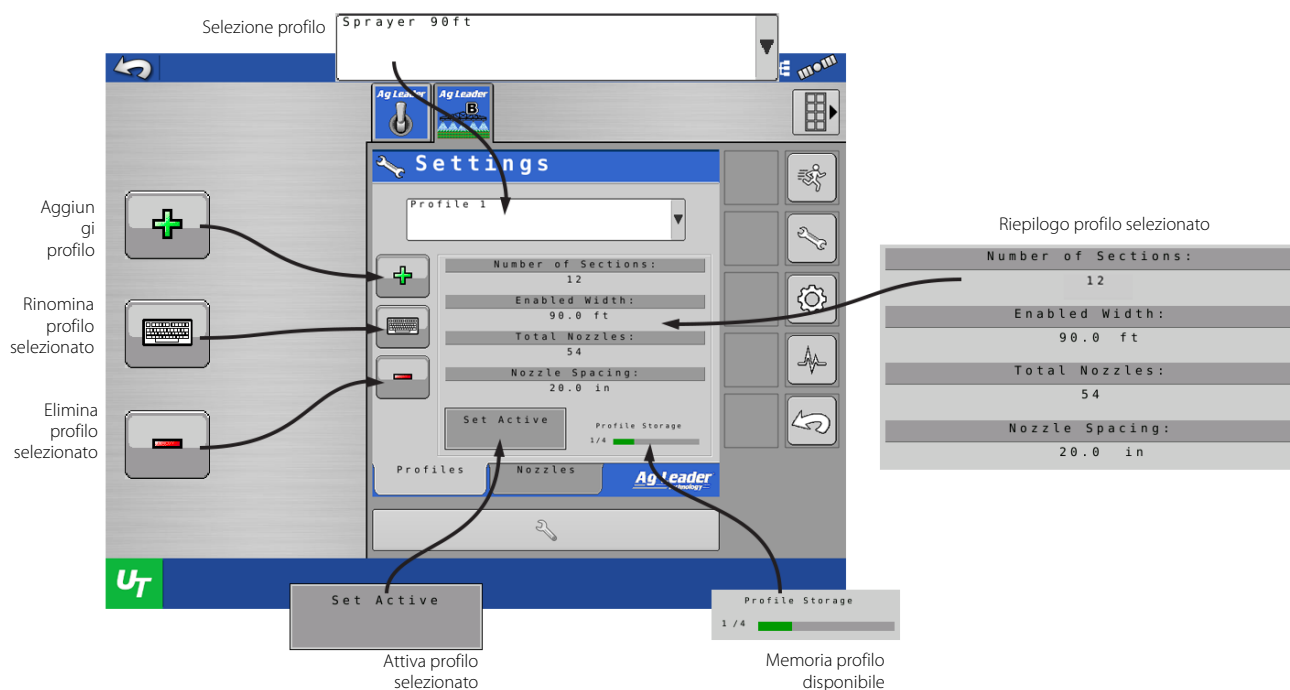 Selezione profilo
Sprayer 90ft
Ag Leader
Ag Leader
B
Settings
Profile 1
Aggiun
gi
profilo
Rinomina
profilo
selezionato
Elimina
profilo
selezionato
Number of Sections:
12
Enabled Width:
90.0 ft
Total Nozzles:
54
Nozzle Spacing:
20.0 in
Set Active
Profile Storage
1/4
Profiles
Nozzles
Ag Leader
Technology
Riepilogo profilo selezionato
Number of Sections:
12
Enabled Width:
90.0 ft
Total Nozzles:
54
Nozzle Spacing:
20.0 in
UT
Set Active
Attiva profilo
selezionato
Profile Storage
1 /4
Memoria profilo
disponibile